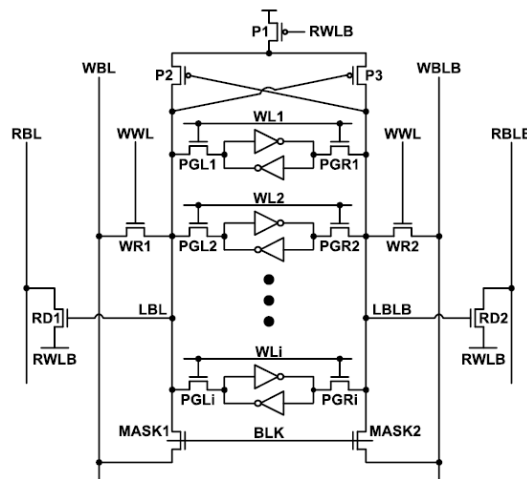 P1 RWLB
WBL P2 P3 WBLB
RBL WWL WL1 WWL RBLB
PGL1 PGR1
WL2
WR1 PGL2 PGR2 WR2
RD1 LBL LBLB RD2
RWLB WLi RWLB
PGLi PGRi
MASK1 BLK MASK2